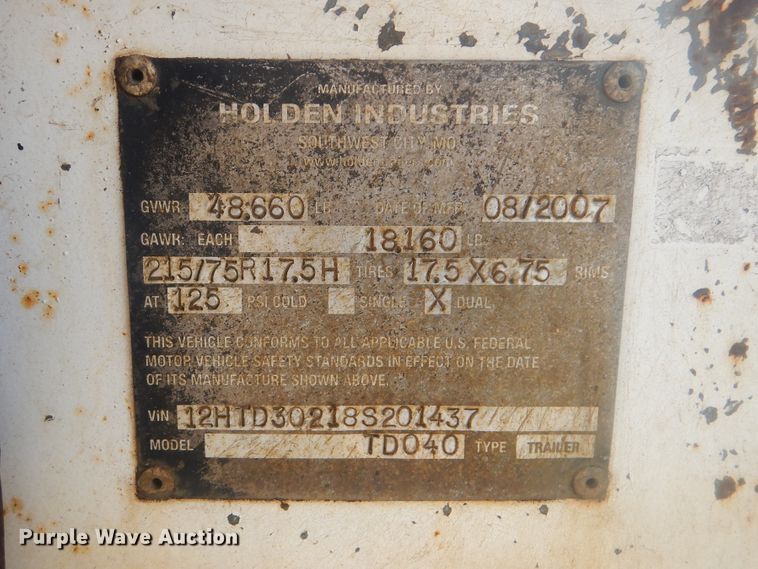 MANUFACTURED BY
HOLDEN INDUSTRIES
SOUTHWEST CITY, MO.
GVWR 48,660 LB DATE OF MFR. 08/2007
GAWR: EACH 18,160 LB
215/75R17.5H TIRES 17.5X6.75 RIMS
AT 125 PSI COLD SINGLE X DUAL
THIS VEHICLE CONFORMS TO ALL APPLICABLE U.S. FEDERAL
MOTOR VEHICLE SAFETY STANDARDS IN EFFECT ON THE DATE
OF ITS MANUFACTURE SHOWN ABOVE.
VIN 12HTD30218S201437
MODEL TD040 TYPE TRAILER
Purple Wave Auction